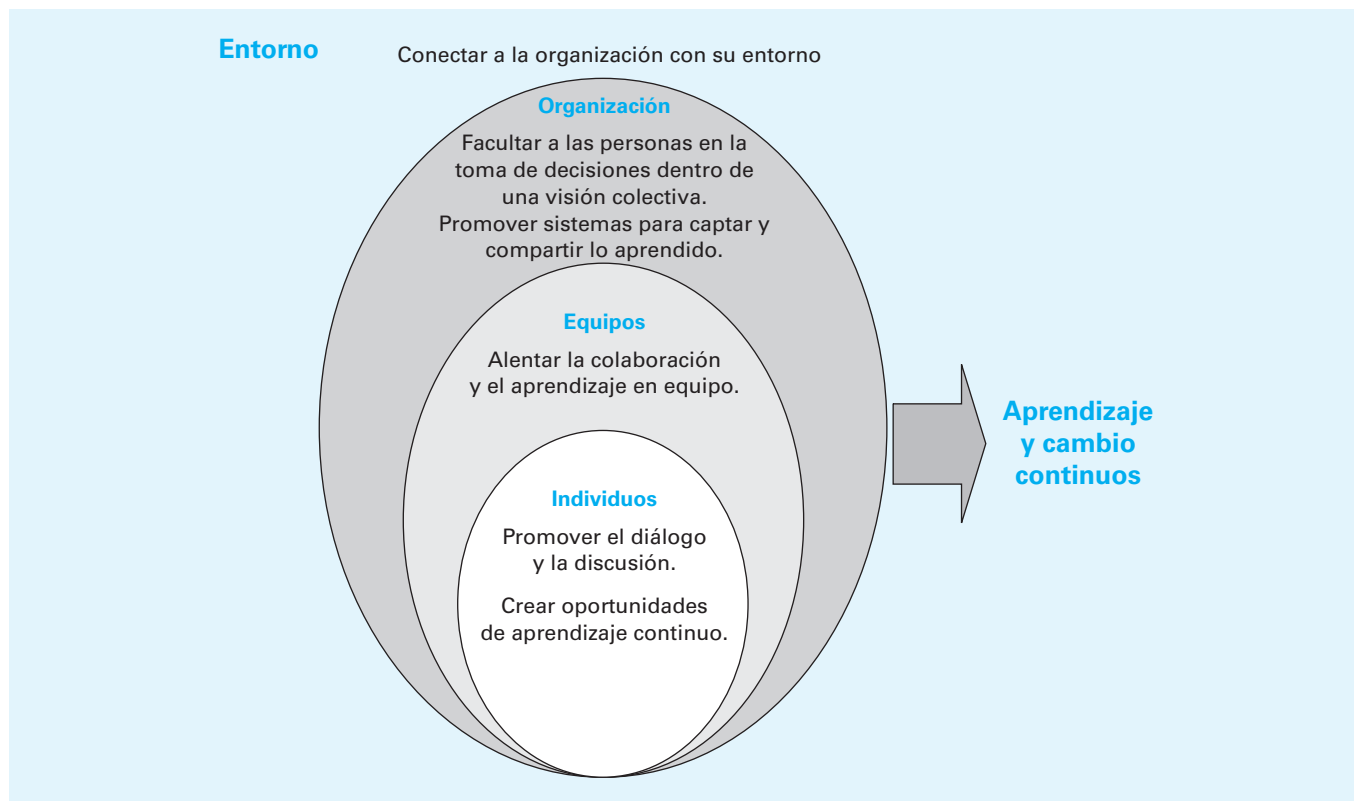 Entorno
Conectar a la organización con su entorno
Organización
Facultar a las personas en la
toma de decisiones dentro de
una visión colectiva.
Promover sistemas para captar y
compartir lo aprendido.
Equipos
Alentar la colaboración
y el aprendizaje en equipo.
Individuos
Promover el diálogo
y la discusión.
Crear oportunidades
de aprendizaje continuo.
Aprendizaje
y cambio
continuos